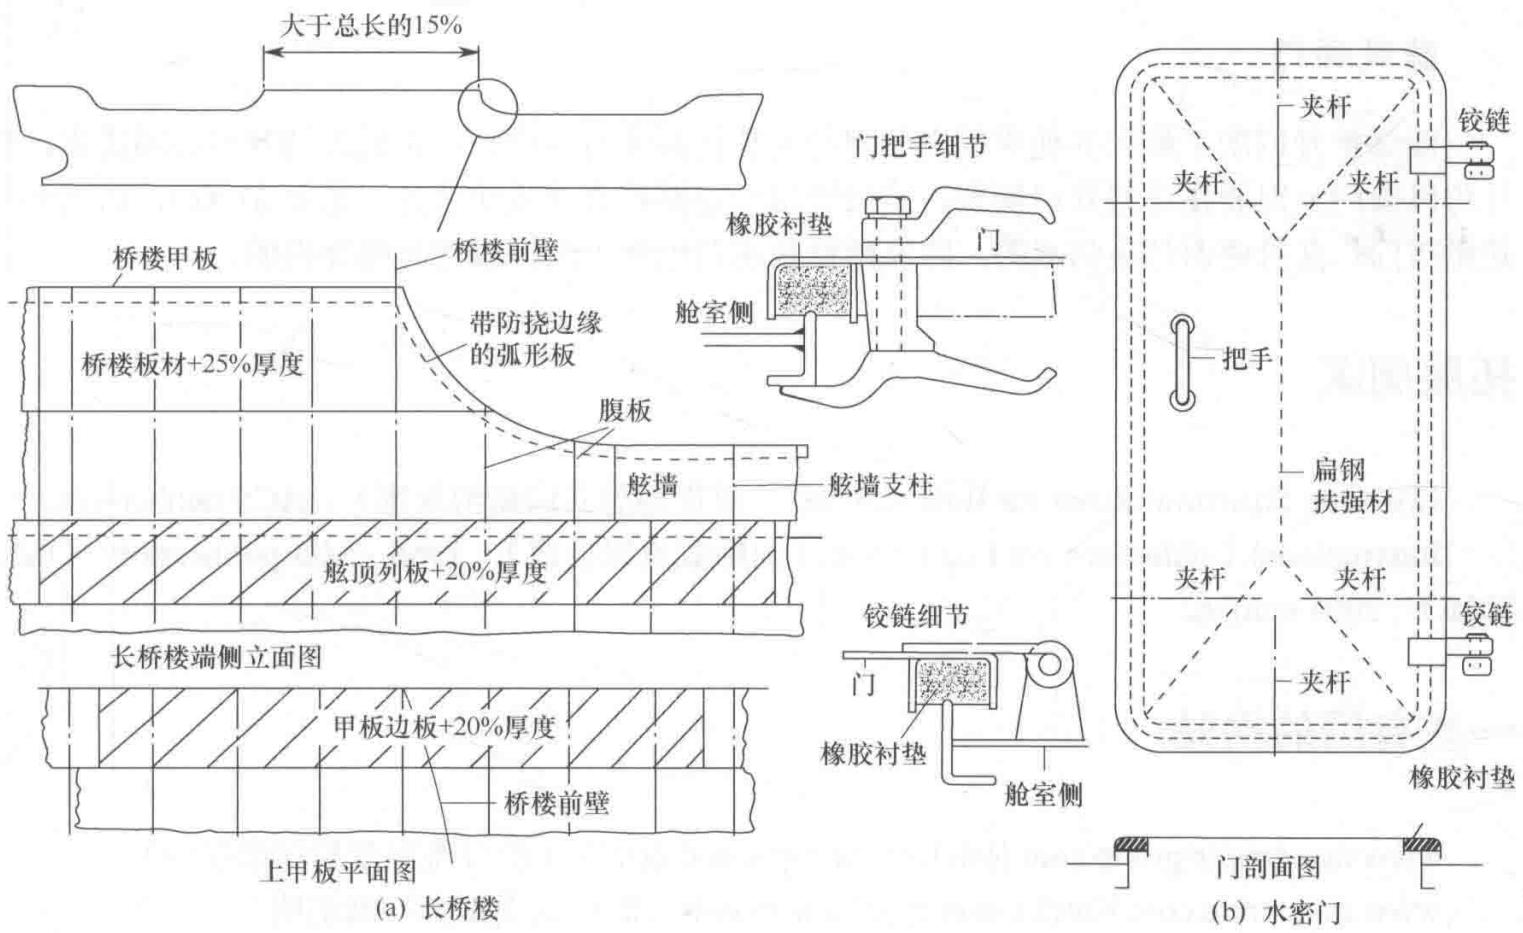 大于总长的15%
桥楼甲板
桥楼前壁
带防挠边缘
的弧形板
桥楼板材+25%厚度
腹板
舷墙
舷墙支柱
舷顶列板+20%厚度
长桥楼端侧立面图
甲板边板+20%厚度
桥楼前壁
上甲板平面图
(a) 长桥楼
门把手细节
橡胶衬垫
门
舱室侧
铰链细节
门
橡胶衬垫
舱室侧
夹杆
铰链
夹杆
夹杆
把手
扁钢
扶强材
夹杆
夹杆
铰链
夹杆
橡胶衬垫
门剖面图
(b) 水密门